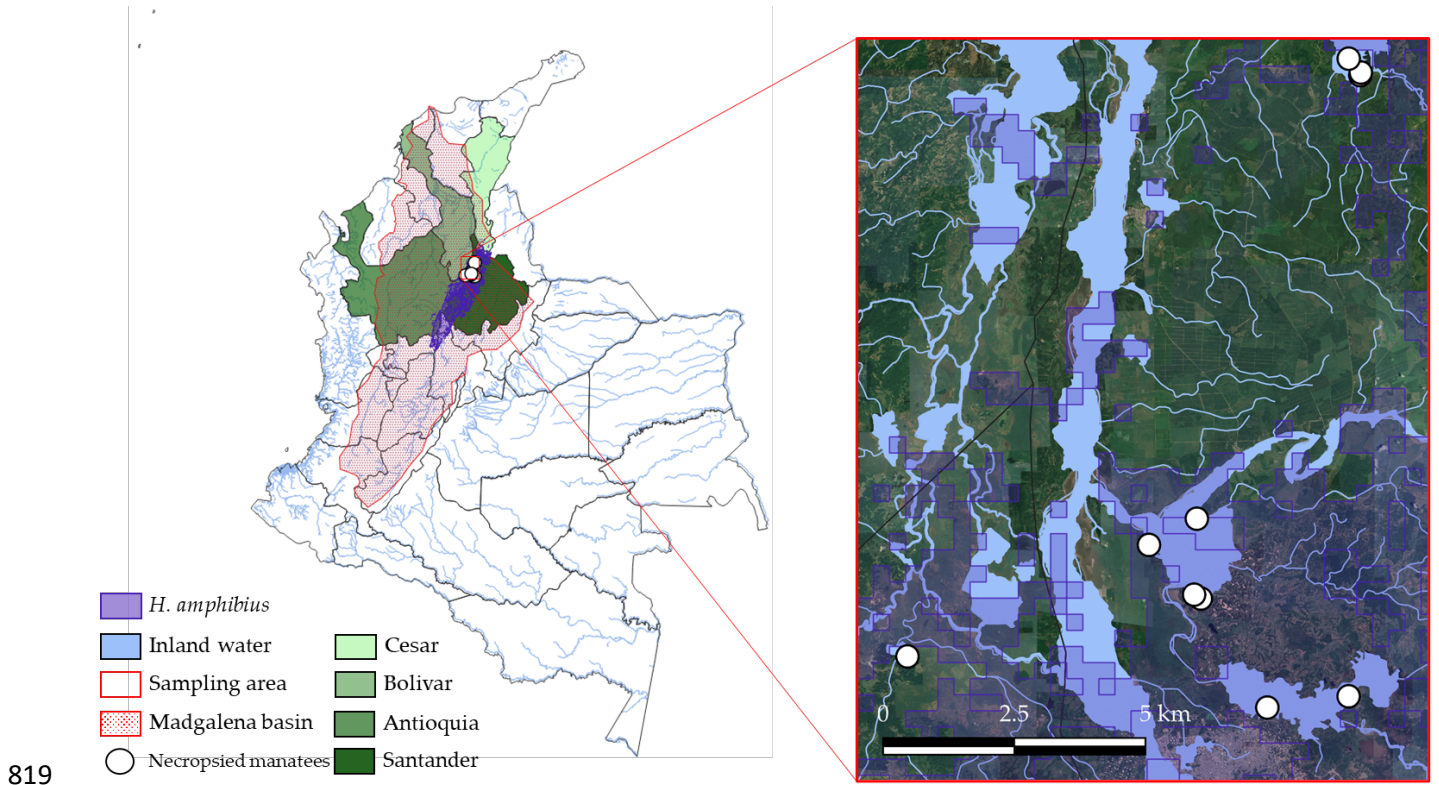 H. amphibius
Inland water
Sampling area
Madgalena basin
Necropsied manatees
Cesar
Bolivar
Antioquia
Santander
0 2.5 5 km
819